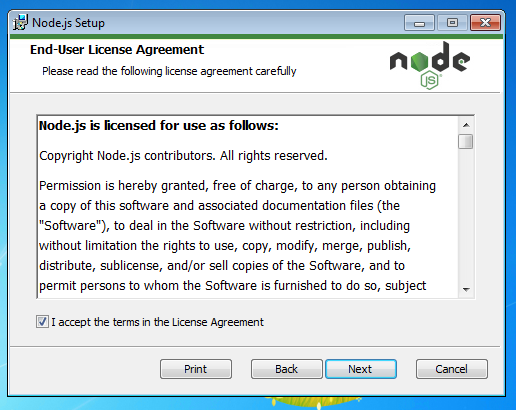 Node.js Setup
End-User License Agreement
Please read the following license agreement carefully
node
JS
Node.js is licensed for use as follows:
Copyright Node.js contributors. All rights reserved.
Permission is hereby granted, free of charge, to any person obtaining
a copy of this software and associated documentation files (the
"Software"), to deal in the Software without restriction, including
without limitation the rights to use, copy, modify, merge, publish,
distribute, sublicense, and/or sell copies of the Software, and to
permit persons to whom the Software is furnished to do so, subject
I accept the terms in the License Agreement
Print
Back
Next
Cancel